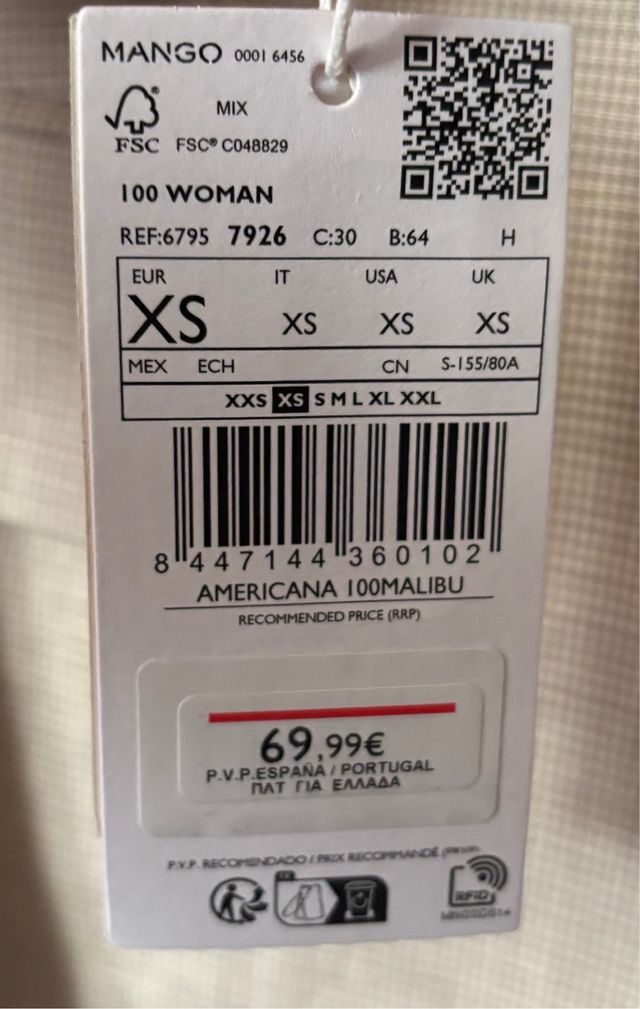 MANGO 0001 6456
MIX
FSC FSC® C048829
100 WOMAN
REF:6795 7926 C:30 B:64 H
EUR IT USA UK
XS XS XS XS
MEX ECH CN S-155/80A
XXS XS S M L XL XXL
8 447144 360102
AMERICANA 100MALIBU
RECOMMENDED PRICE (RRP)
69,99€
P.V.P.ESPAÑA / PORTUGAL
ΠΛΤ ΓΙΑ ΕΛΛΑΔΑ
P.V.P. RECOMENDADO / PRIX RECOMMANDÉ
RFID